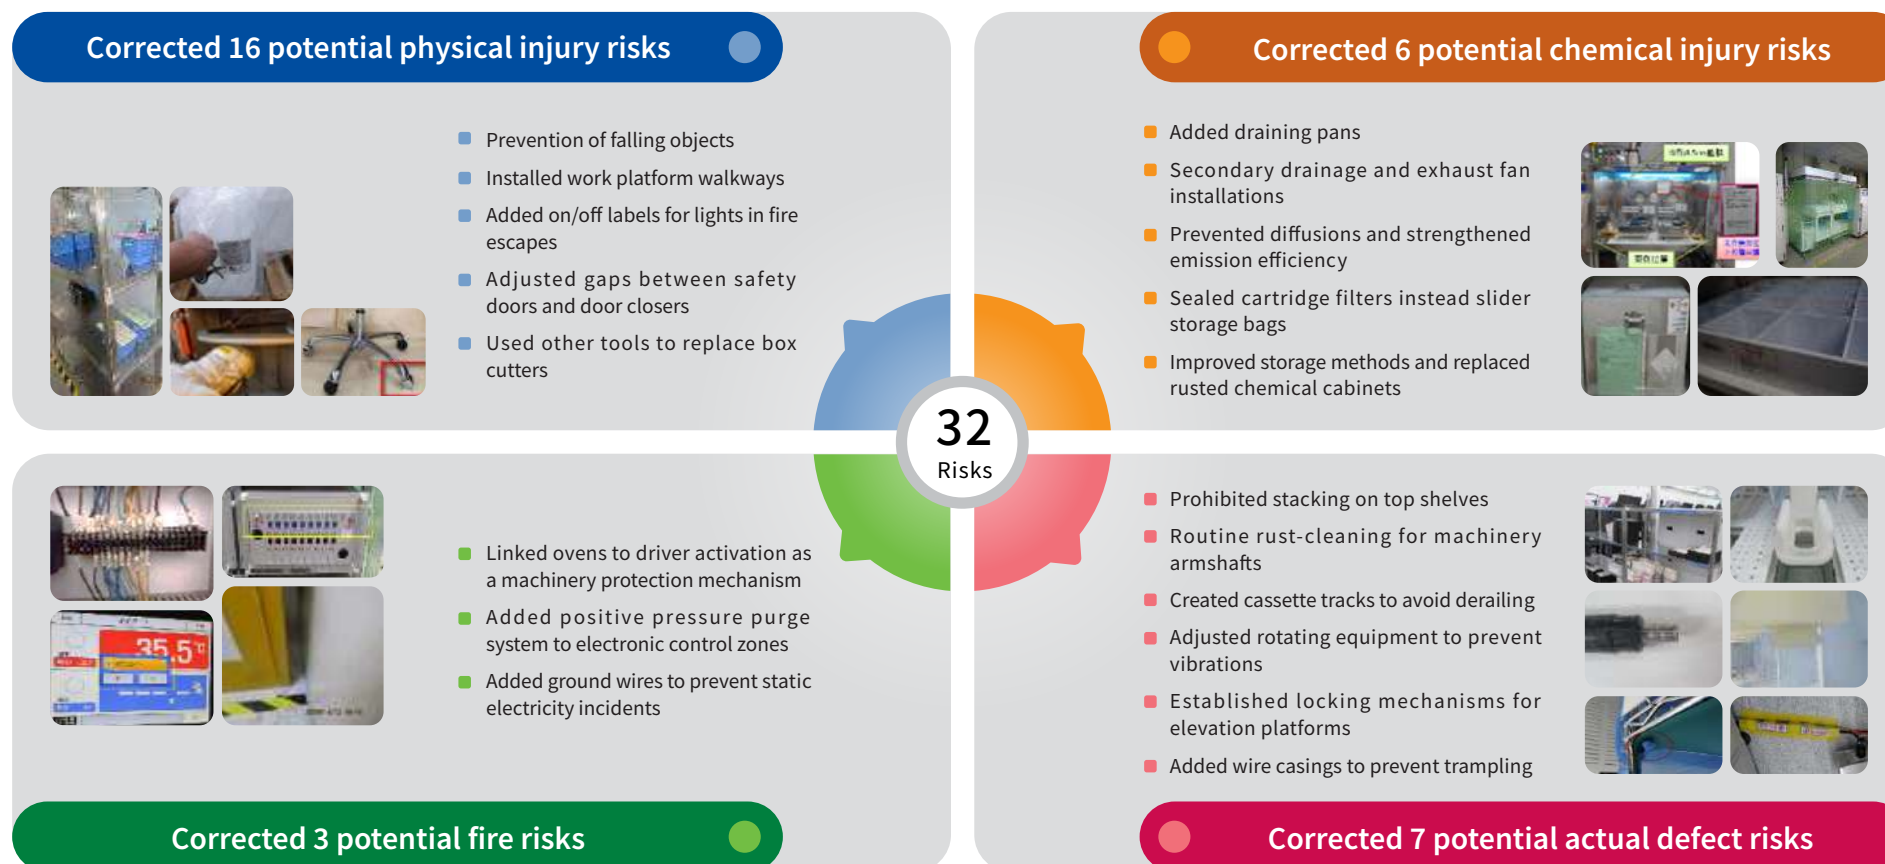 Corrected 16 potential physical injury risks
Prevention of falling objects
Installed work platform walkways
Added on/off labels for lights in fire
escapes
Adjusted gaps between safety
doors and door closers
Used other tools to replace box
cutters
Corrected 6 potential chemical injury risks
Added draining pans
Secondary drainage and exhaust fan
installations
Prevented diffusions and strengthened
emission efficiency
Sealed cartridge filters instead slider
storage bags
Improved storage methods and replaced
rusted chemical cabinets
32
Risks
35.5
Linked ovens to driver activation as
a machinery protection mechanism
Added positive pressure purge
system to electronic control zones
Added ground wires to prevent static
electricity incidents
Corrected 3 potential fire risks
Prohibited stacking on top shelves
Routine rust-cleaning for machinery
armshafts
Created cassette tracks to avoid derailing
Adjusted rotating equipment to prevent
vibrations
Established locking mechanisms for
elevation platforms
Added wire casings to prevent trampling
Corrected 7 potential actual defect risks